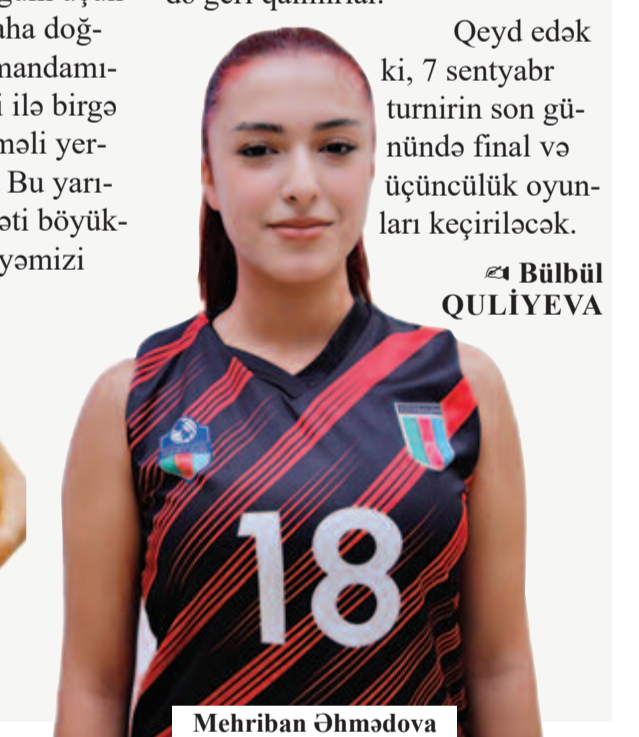 aha doğ-
mandamı-
i ilə birgə
məli yer-
Bu yarı-
əti böyük-
yəmizi
Qeyd edək
ki, 7 sentyabr
turnirin son gü-
nündə final və
üçüncülük oyun-
ları keçiriləcək.
✍ Bülbül
QULİYEVA
18
Mehriban Əhmədova